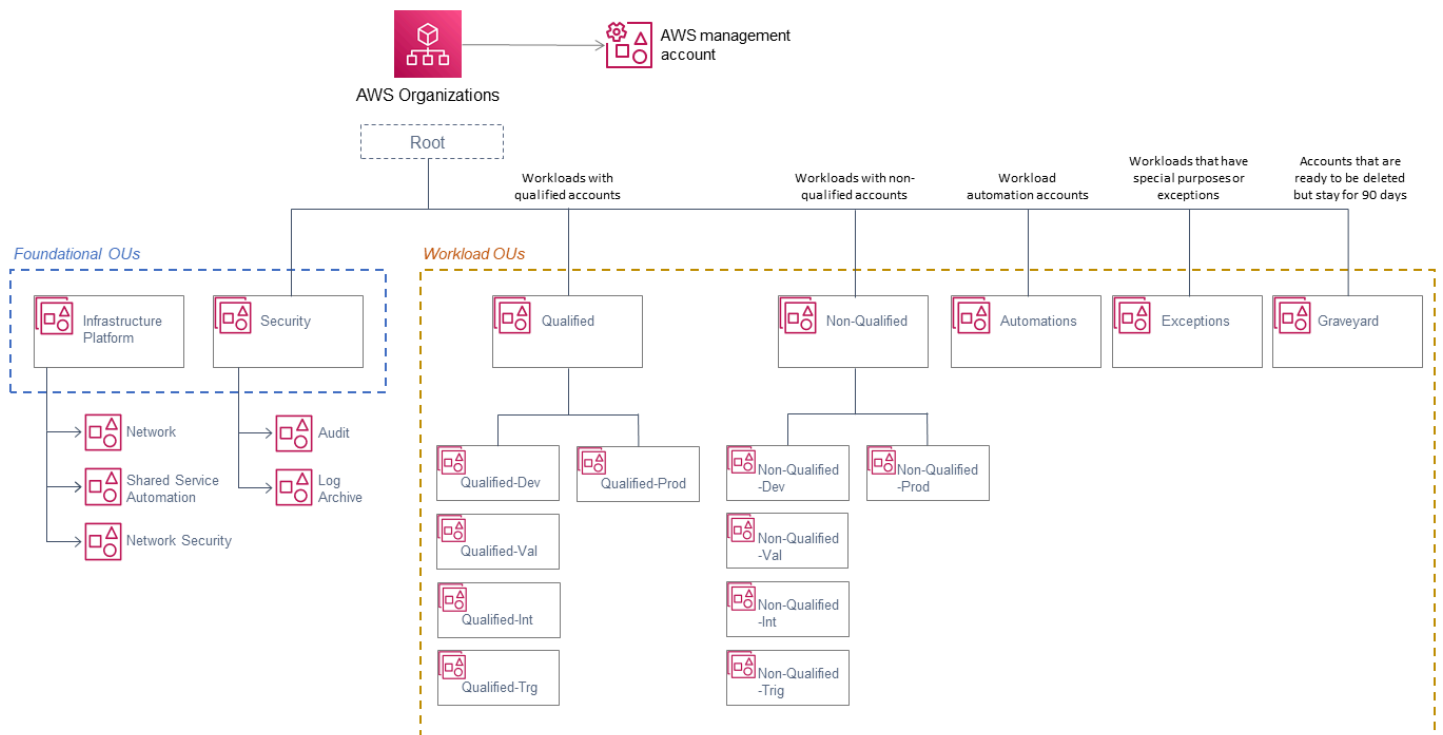 AWS management
account
AWS Organizations
Root
Workloads with
qualified accounts
Workloads with non-
qualified accounts
Workload
automation accounts
Workloads that have
special purposes or
exceptions
Accounts that are
ready to be deleted
but stay for 90 days
Foundational OUs
Workload OUs
Infrastructure
Platform
Security
Qualified
Non-Qualified
Automations
Exceptions
Graveyard
Network
Shared Service
Automation
Network Security
Audit
Log
Archive
Qualified-Dev
Qualified-Prod
Qualified-Val
Qualified-Int
Qualified-Trg
Non-Qualified
-Dev
Non-Qualified
-Prod
Non-Qualified
-Val
Non-Qualified
-Int
Non-Qualified
-Trig